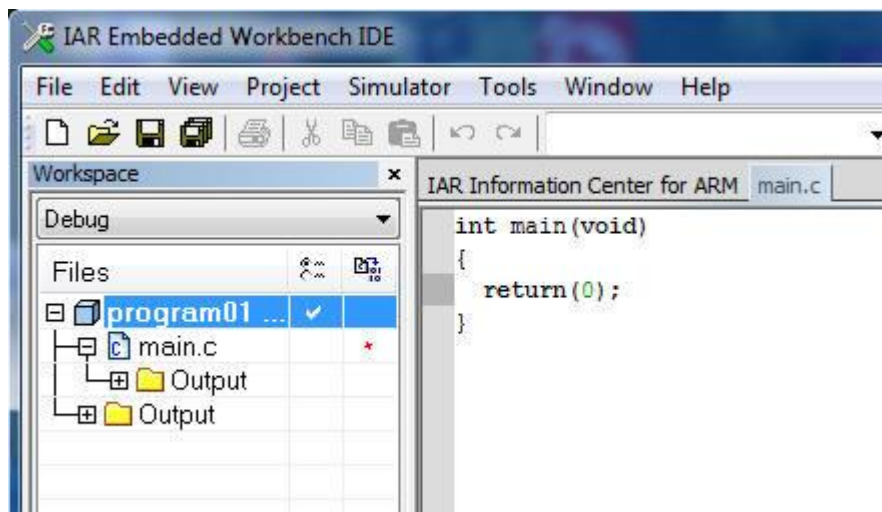 IAR Embedded Workbench IDE
File Edit View Project Simulator Tools Window Help
Workspace
IAR Information Center for ARM main.c
Debug
Files
program01 ...
main.c
Output
Output
int main(void)
{
return(0);
}